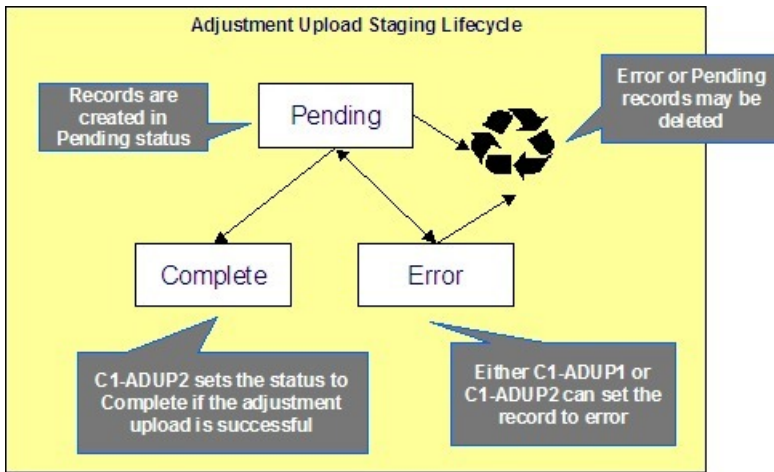 Adjustment Upload Staging Lifecycle
Records are
created in
Pending status
Pending
Error or Pending
records may be
deleted
Complete
Error
C1-ADUP2 sets the status to
Complete if the adjustment
upload is successful
Either C1-ADUP1 or
C1-ADUP2 can set the
record to error